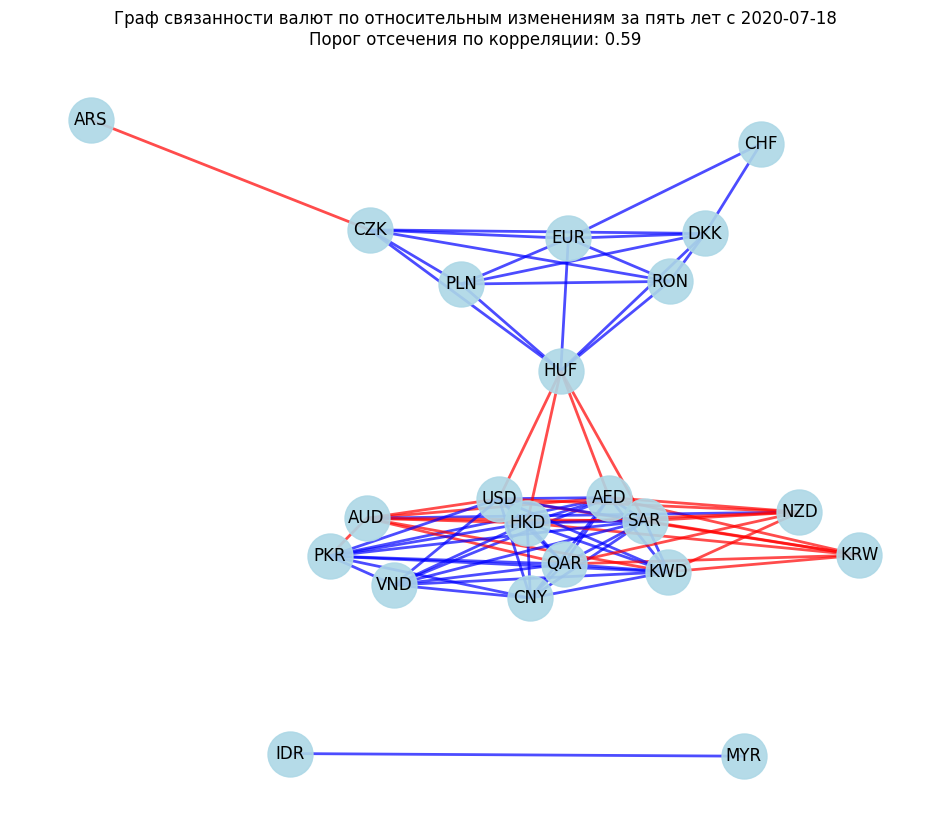 Граф связанности валют по относительным изменениям за пять лет с 2020-07-18
Порог отсечения по корреляции: 0.59
ARS
CHF
CZK
EUR
DKK
PLN
RON
HUF
USD
AED
AUD
HKD
SAR
NZD
PKR
KRW
QAR
KWD
VND
CNY
IDR
MYR